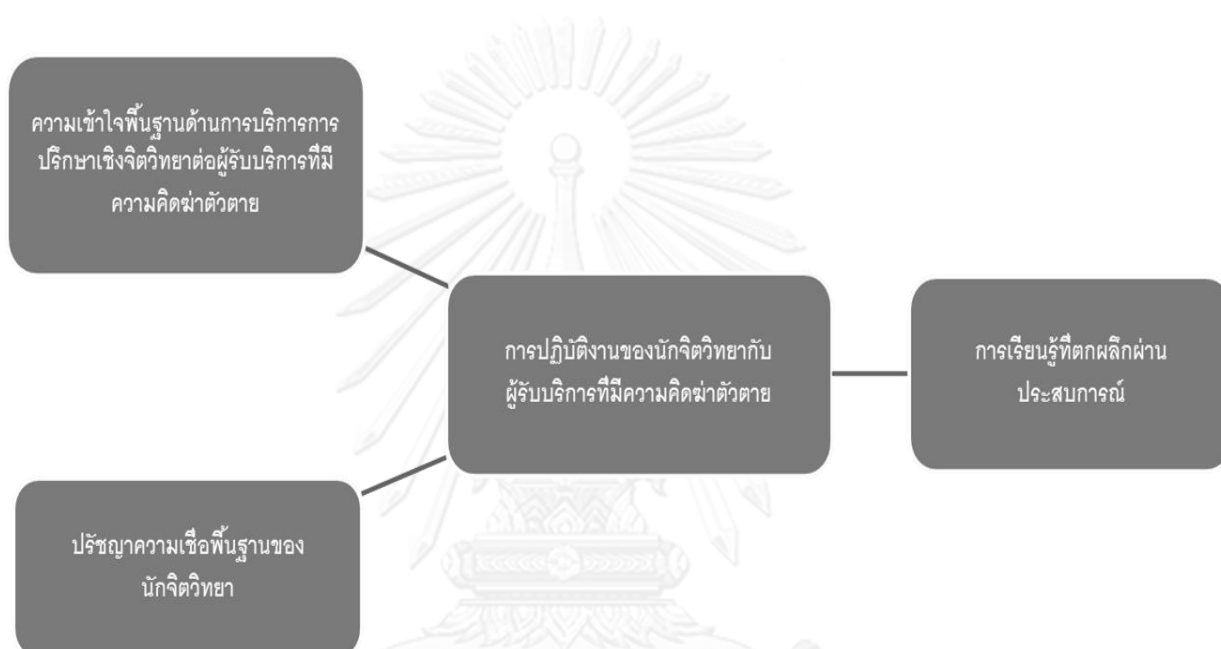 ความเข้าใจพื้นฐานด้านการบริการการ
ปรึกษาเชิงจิตวิทยาต่อผู้รับบริการที่มี
ความคิดฆ่าตัวตาย
การปฏิบัติงานของนักจิตวิทยากับ
ผู้รับบริการที่มีความคิดฆ่าตัวตาย
การเรียนรู้ที่ตกผลึกผ่าน
ประสบการณ์
ปรัชญาความเชื่อพื้นฐานของ
นักจิตวิทยา